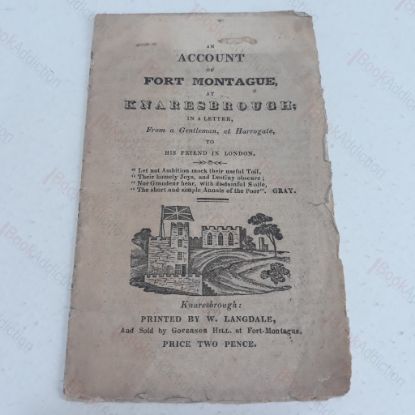 AN
ACCOUNT
OF
FORT MONTAGUE,
AT
KNARESBROUGH;
IN A LETTER,
From a Gentleman, at Harrogate,
TO
HIS FRIEND IN LONDON.
"Let not Ambition mock their useful Toil,
"Their homely Joys, and Destiny obscure;
"Nor Grandeur hear, with disdainful Smile,
"The short and simple Annals of the Poor". GRAY.
Knaresbrough:
PRINTED BY W. LANGDALE,
And Sold by GOVERNOR HILL, at Fort-Montague.
PRICE TWO PENCE.
BookAddiction